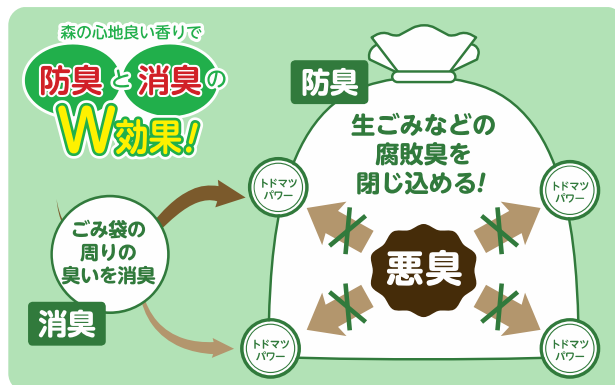 森の心地良い香りで
防臭と消臭の
W効果!
防臭
生ごみなどの
腐敗臭を
閉じ込める!
トドマツ
パワー
トドマツ
パワー
ごみ袋の
周りの
臭いを消臭
消臭
悪臭
トドマツ
パワー
トドマツ
パワー